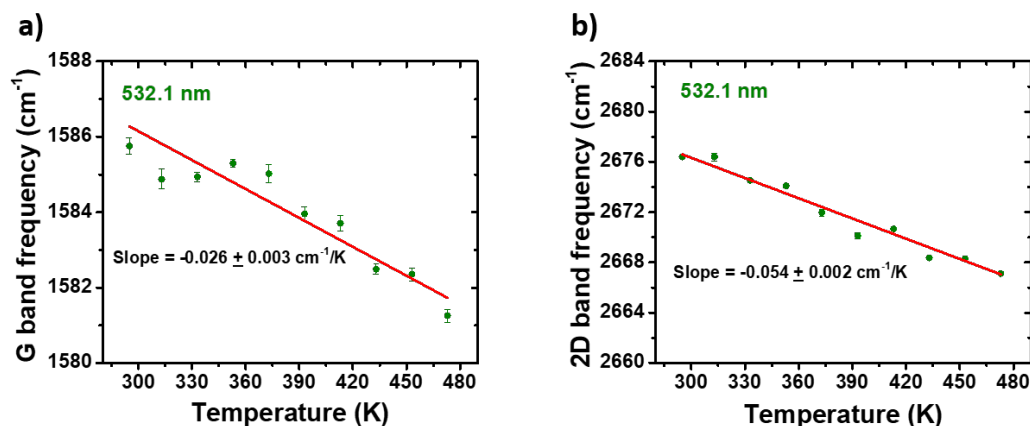 a)
G band frequency (cm⁻¹)
1588
1586
1584
1582
1580
532.1 nm
Slope = -0.026 ± 0.003 cm⁻¹/K
300 330 360 390 420 450 480
Temperature (K)
b)
2D band frequency (cm⁻¹)
2684
2680
2676
2672
2668
2664
2660
532.1 nm
Slope = -0.054 ± 0.002 cm⁻¹/K
300 330 360 390 420 450 480
Temperature (K)